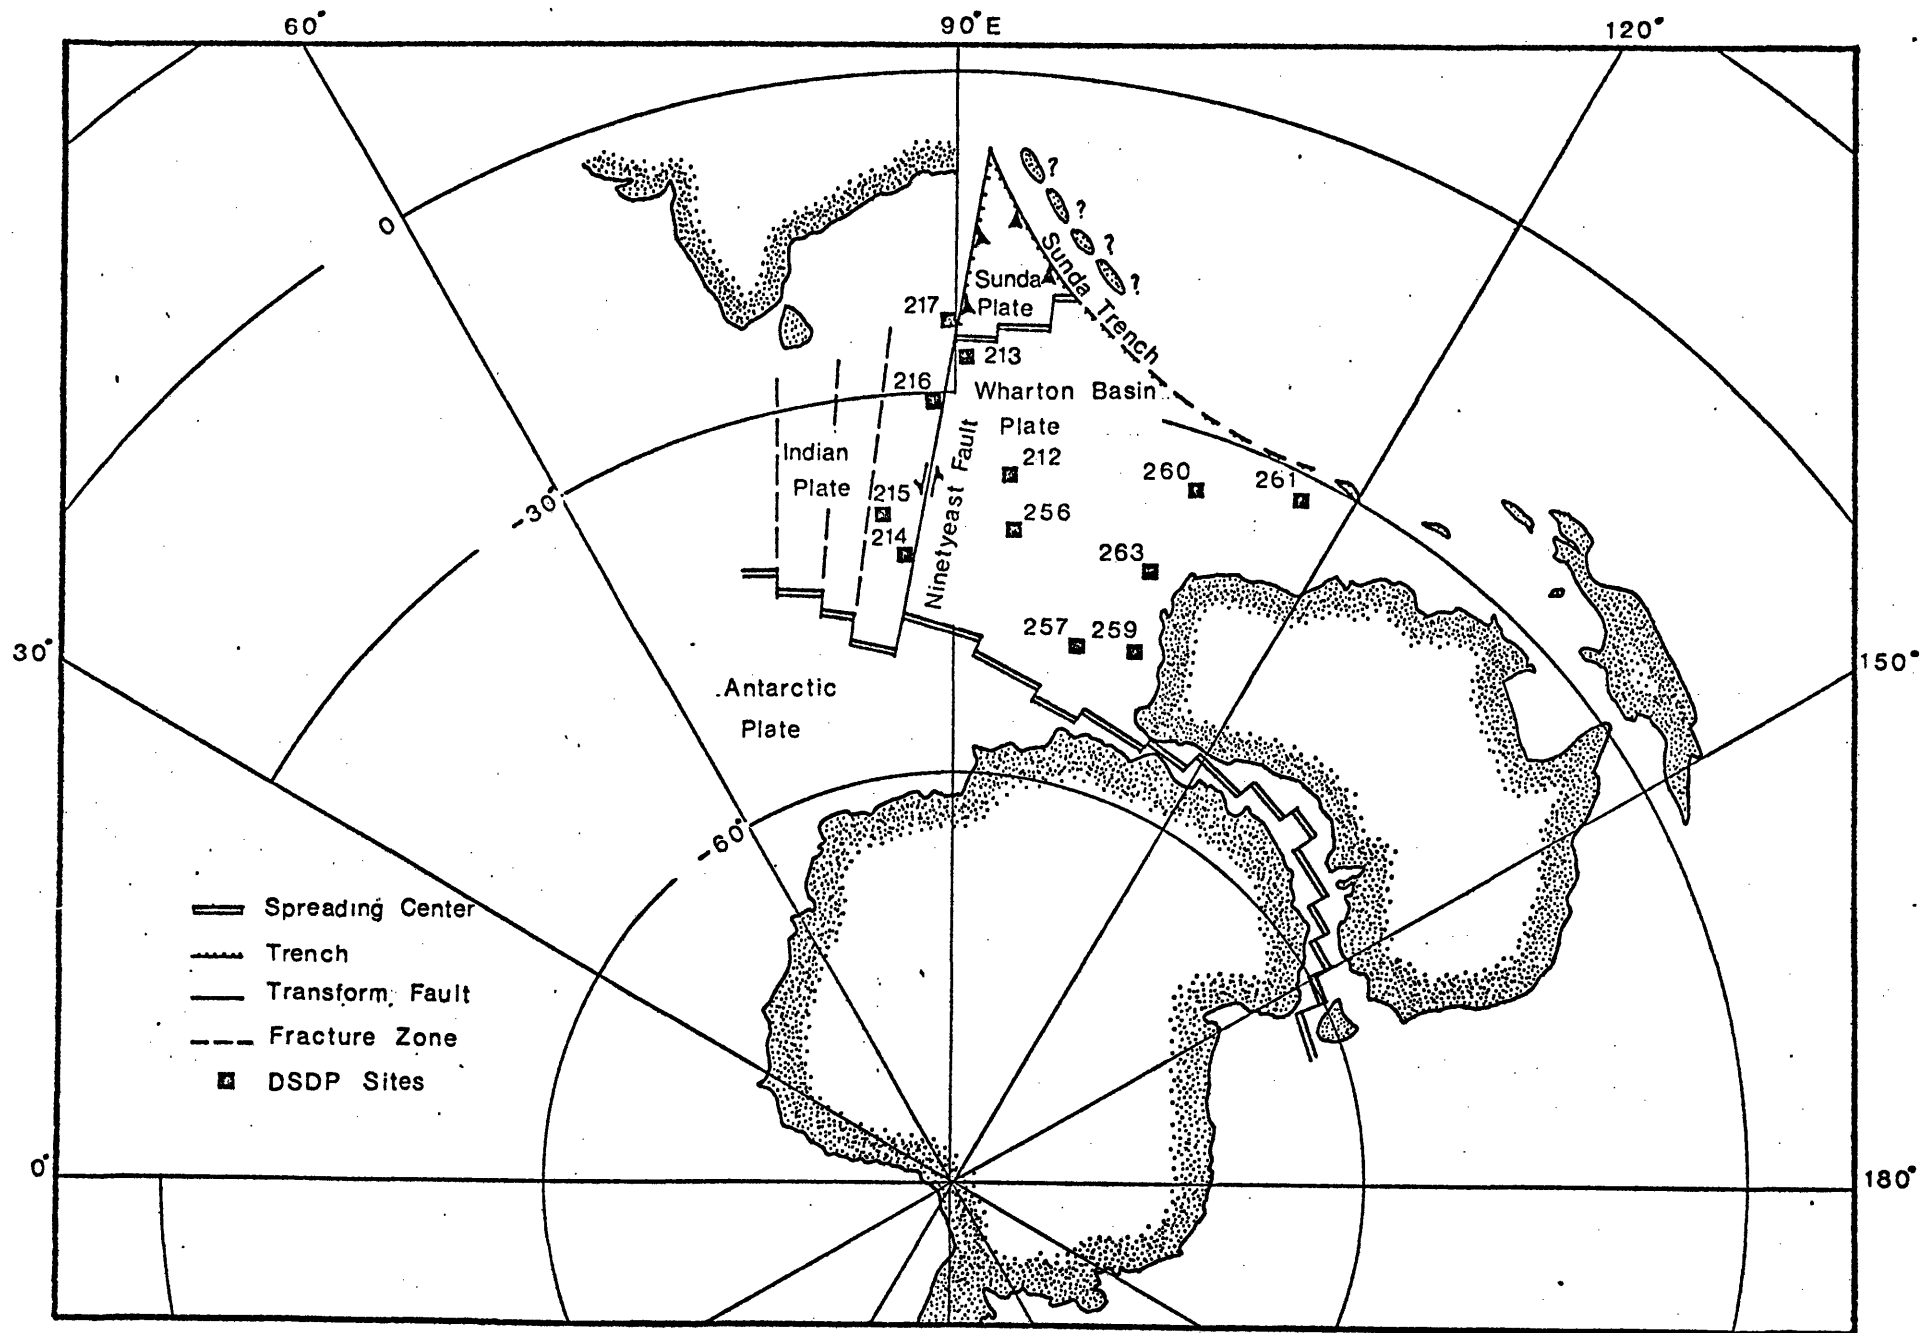 60°
90°E
120°
0
?
?
?
?
Sunda Trench
Sunda
Plate
217
213
216
Wharton Basin
Plate
Indian
Plate
Ninetyeast Fault
212
260
261
215
256
-30°
214
263
257
259
30°
150°
Antarctic
Plate
-60°
Spreading Center
Trench
Transform Fault
Fracture Zone
DSDP Sites
0°
180°